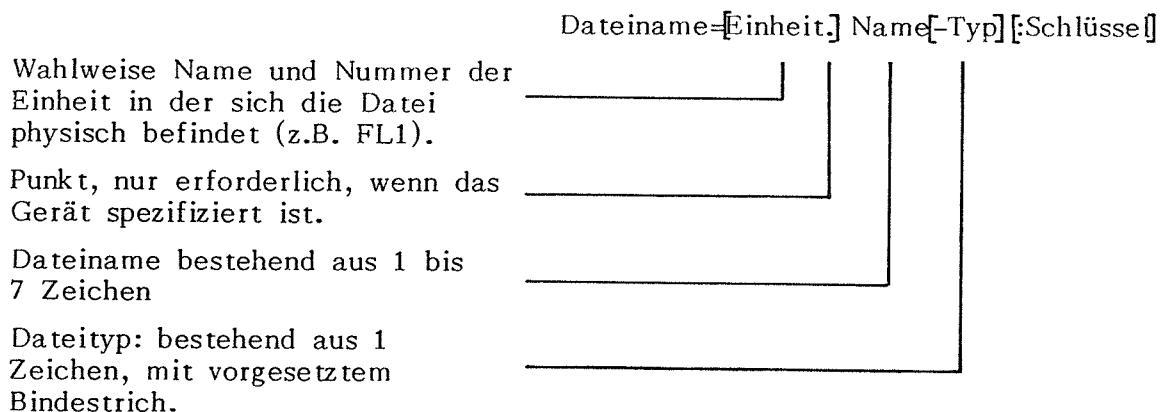 Dateiname=[Einheit.] Name[-Typ][:Schlüssel]
Wahlweise Name und Nummer der
Einheit in der sich die Datei
physisch befindet (z.B. FL1).
Punkt, nur erforderlich, wenn das
Gerät spezifiziert ist.
Dateiname bestehend aus 1 bis
7 Zeichen
Dateityp: bestehend aus 1
Zeichen, mit vorgesetztem
Bindestrich.